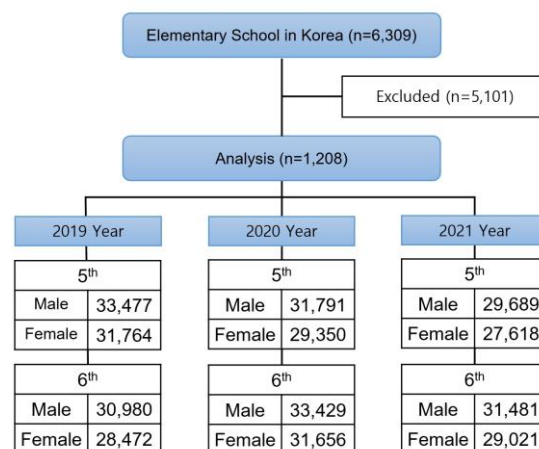 Elementary School in Korea (n=6,309)
Excluded (n=5,101)
Analysis (n=1,208)
2019 Year
5th
Male 33,477
Female 31,764
6th
Male 30,980
Female 28,472
2020 Year
5th
Male 31,791
Female 29,350
6th
Male 33,429
Female 31,656
2021 Year
5th
Male 29,689
Female 27,618
6th
Male 31,481
Female 29,021